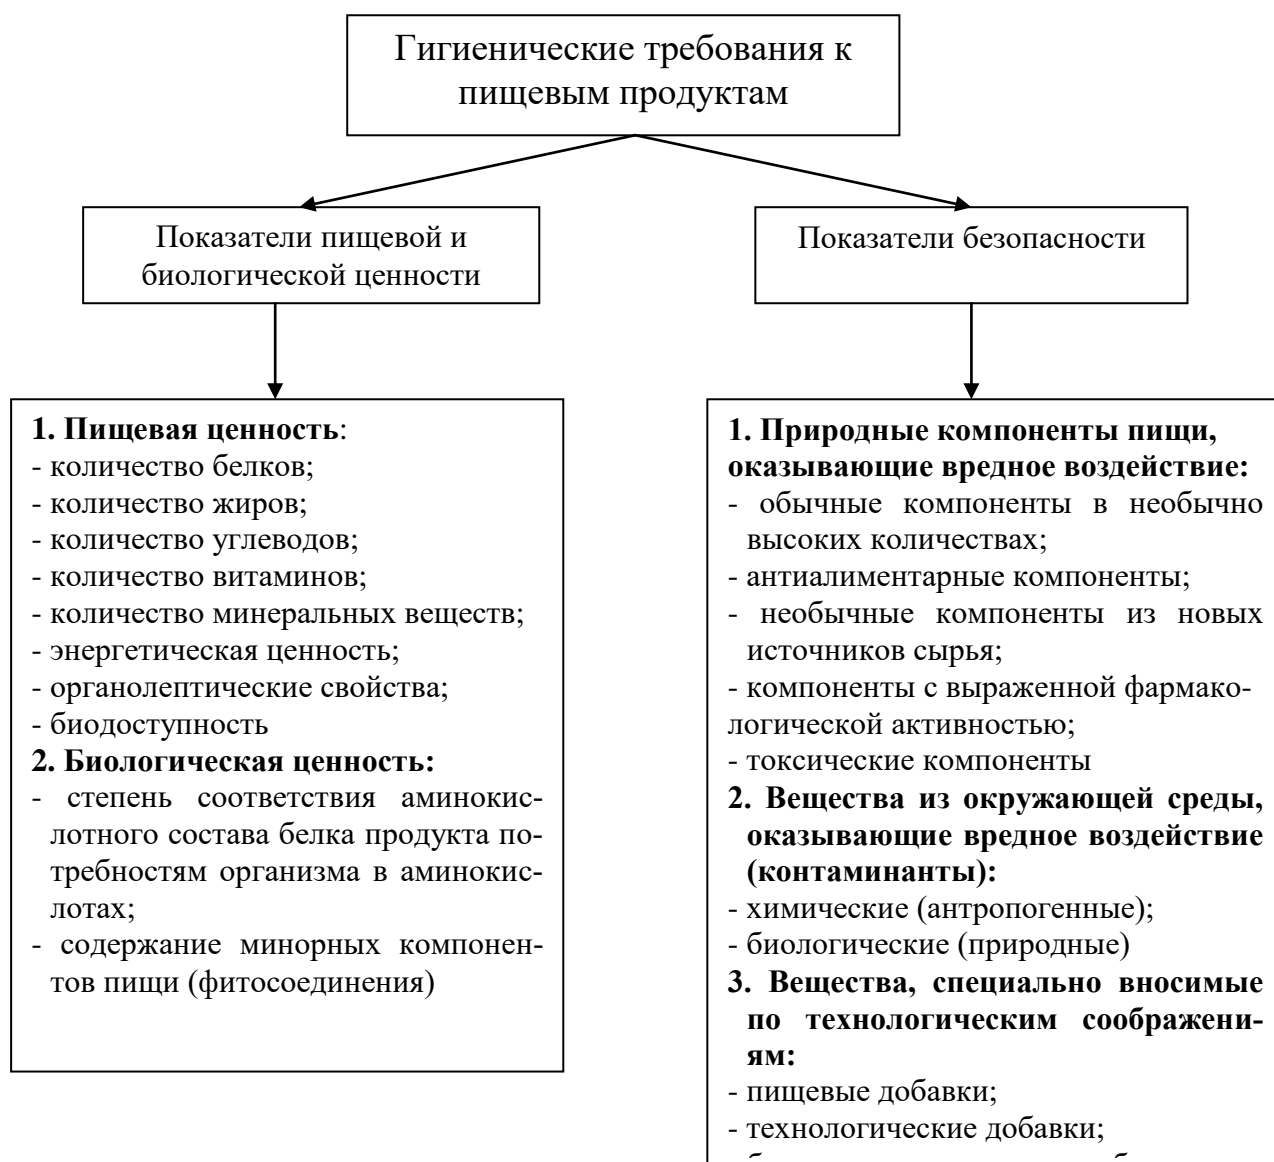 Гигиенические требования к
пищевым продуктам
Показатели пищевой и
биологической ценности
Показатели безопасности
1. Пищевая ценность:
- количество белков;
- количество жиров;
- количество углеводов;
- количество витаминов;
- количество минеральных веществ;
- энергетическая ценность;
- органолептические свойства;
- биодоступность
2. Биологическая ценность:
- степень соответствия аминокис-
лотного состава белка продукта по-
требностям организма в аминокис-
лотах;
- содержание минорных компонен-
тов пищи (фитосоединения)
1. Природные компоненты пищи,
оказывающие вредное воздействие:
- обычные компоненты в необычно
высоких количествах;
- антиалиментарные компоненты;
- необычные компоненты из новых
источников сырья;
- компоненты с выраженной фармако-
логической активностью;
- токсические компоненты
2. Вещества из окружающей среды,
оказывающие вредное воздействие
(контаминанты):
- химические (антропогенные);
- биологические (природные)
3. Вещества, специально вносимые
по технологическим соображени-
ям:
- пищевые добавки;
- технологические добавки;